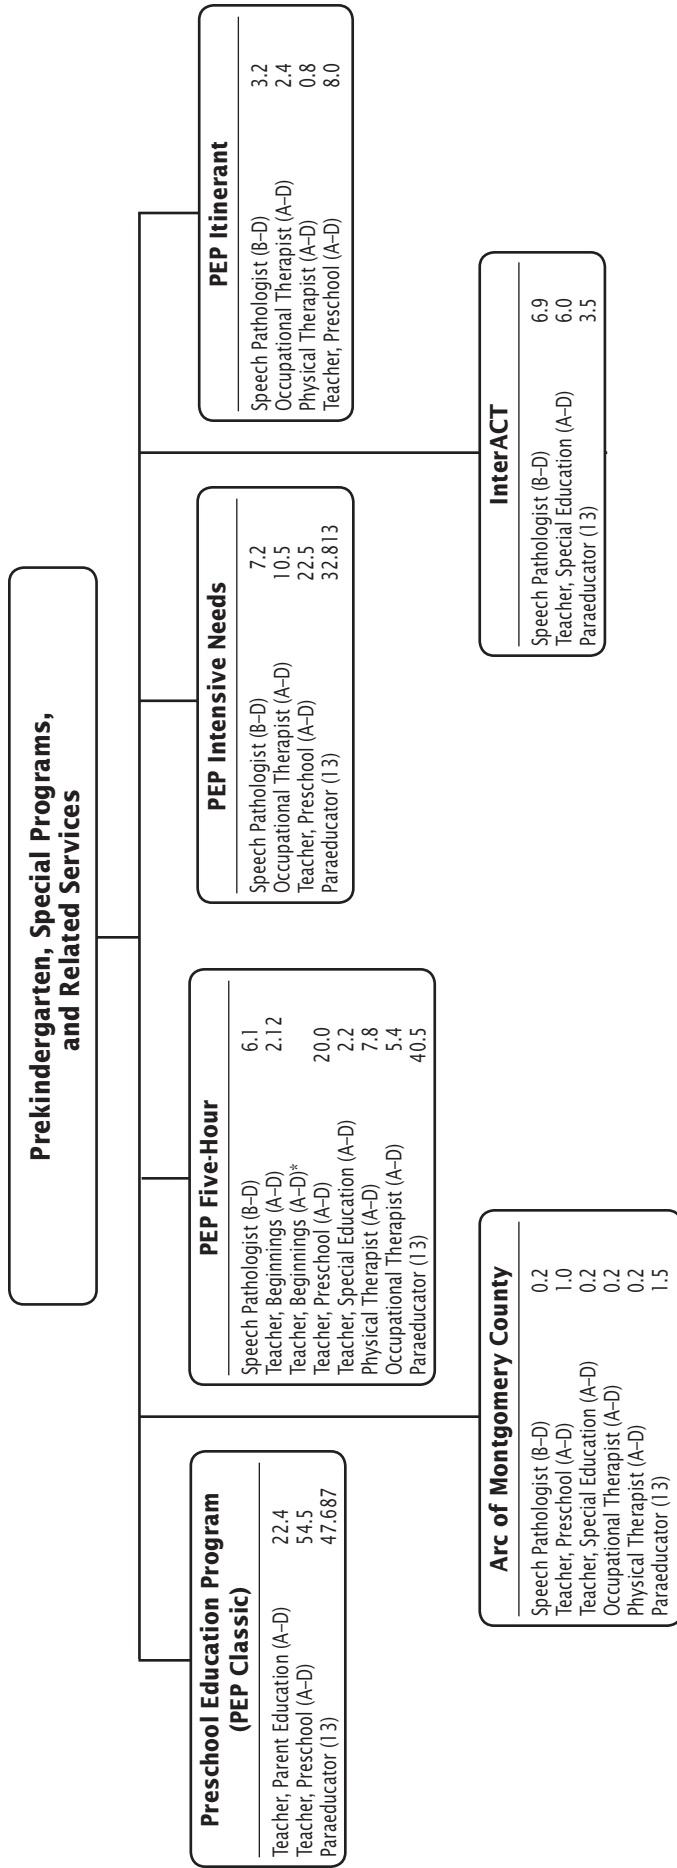 Prekindergarten, Special Programs,
and Related Services
Preschool Education Program
(PEP Classic)
Teacher, Parent Education (A–D) 22.4
Teacher, Preschool (A–D) 54.5
Paraeducator (13) 47.687
PEP Five-Hour
Speech Pathologist (B–D) 6.1
Teacher, Beginnings (A–D) 2.12
Teacher, Beginnings (A–D)*
Teacher, Preschool (A–D) 20.0
Teacher, Special Education (A–D) 2.2
Physical Therapist (A–D) 7.8
Occupational Therapist (A–D) 5.4
Paraeducator (13) 40.5
PEP Intensive Needs
Speech Pathologist (B–D) 7.2
Occupational Therapist (A–D) 10.5
Teacher, Preschool (A–D) 22.5
Paraeducator (13) 32.813
PEP Itinerant
Speech Pathologist (B–D) 3.2
Occupational Therapist (A–D) 2.4
Physical Therapist (A–D) 0.8
Teacher, Preschool (A–D) 8.0
Arc of Montgomery County
Speech Pathologist (B–D) 0.2
Teacher, Preschool (A–D) 1.0
Teacher, Special Education (A–D) 0.2
Occupational Therapist (A–D) 0.2
Physical Therapist (A–D) 0.2
Paraeducator (13) 1.5
InterACT
Speech Pathologist (B–D) 6.9
Teacher, Special Education (A–D) 6.0
Paraeducator (13) 3.5